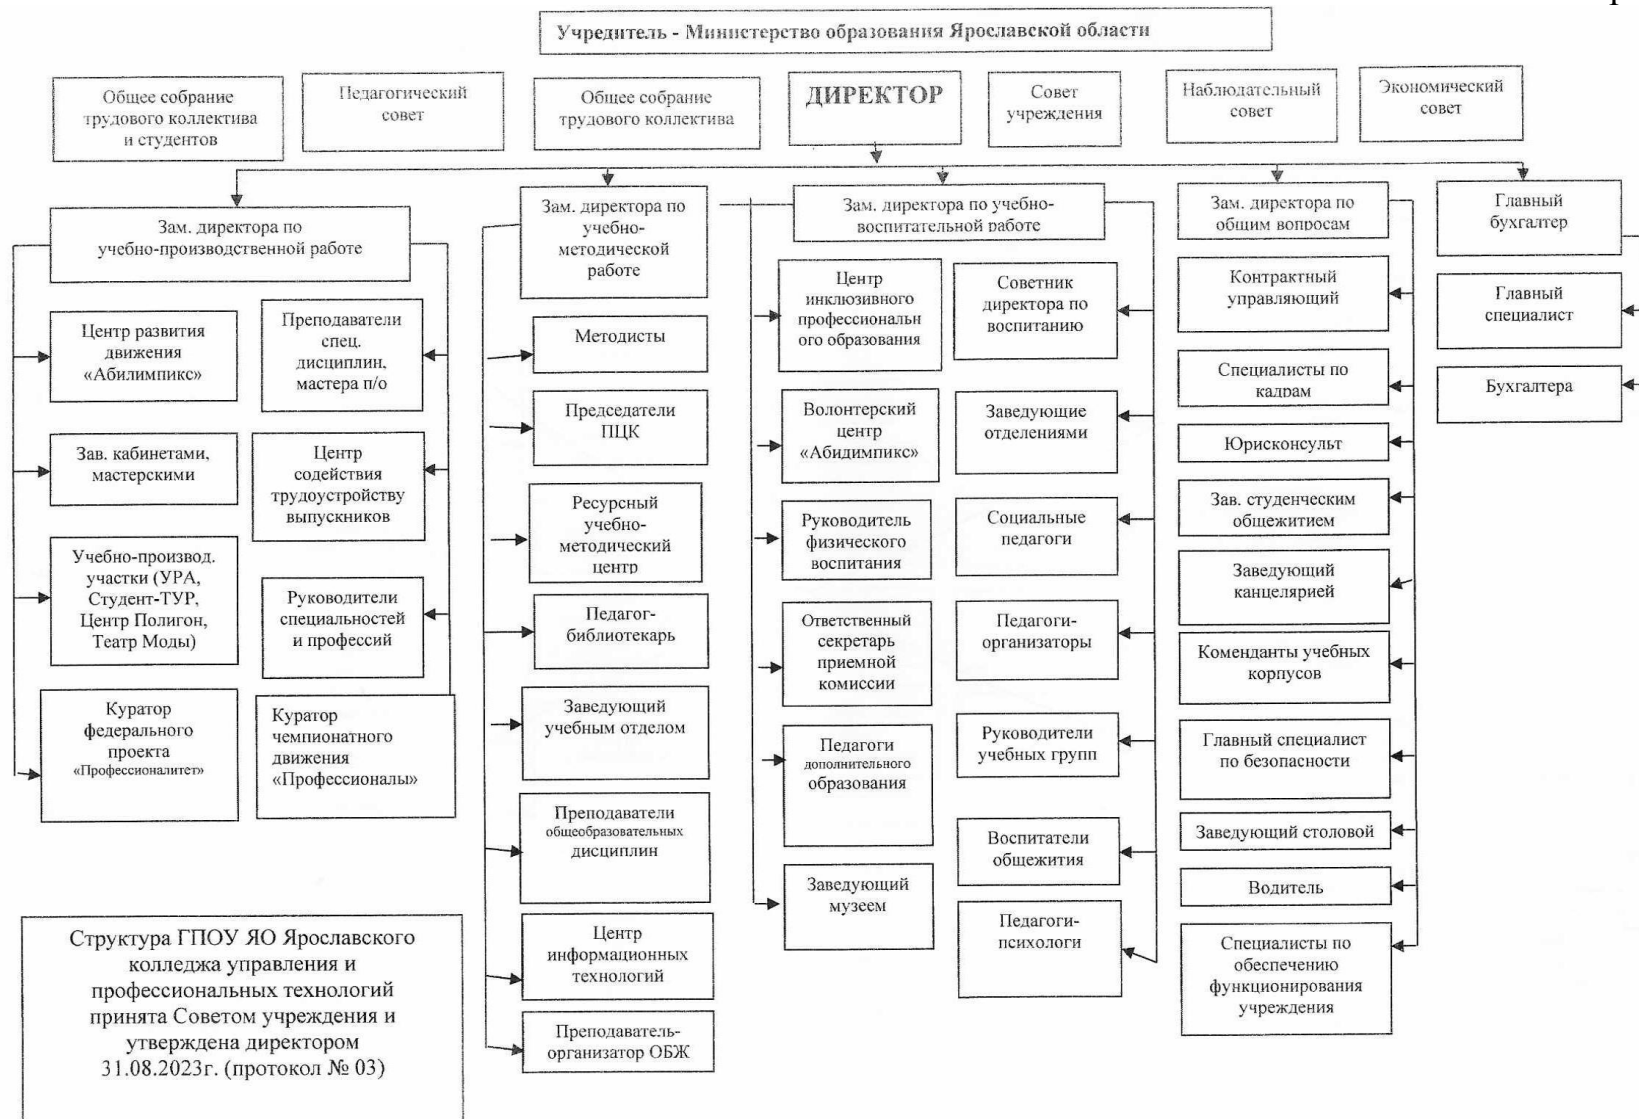 Учредитель - Министерство образования Ярославской области
Общее собрание
трудового коллектива
и студентов
Педагогический
совет
Общее собрание
трудового коллектива
ДИРЕКТОР
Совет
учреждения
Наблюдательный
совет
Экономический
совет
Зам. директора по
учебно-производственной работе
Центр развития
движения
«Абилимпикс»
Преподаватели
спец.
дисциплин,
мастера п/о
Зав. кабинетами,
мастерскими
Центр
содействия
трудоустройству
выпускников
Учебно-производ.
участки (УРА,
Студент-ТУР,
Центр Полигон,
Театр Моды)
Руководители
специальностей
и профессий
Куратор
федерального
проекта
«Профессионалитет»
Куратор
чемпионатного
движения
«Профессионалы»
Зам. директора по
учебно-
методической
работе
Методисты
Председатели
ПЦК
Ресурсный
учебно-
методический
центр
Педагог-
библиотекарь
Заведующий
учебным отделом
Преподаватели
общеобразовательных
дисциплин
Центр
информационных
технологий
Преподаватель-
организатор ОБЖ
Зам. директора по учебно-
воспитательной работе
Центр
инклюзивного
профессиональн
ого образования
Советник
директора по
воспитанию
Волонтерский
центр
«Абидимпикс»
Заведующие
отделениями
Руководитель
физического
воспитания
Социальные
педагоги
Ответственный
секретарь
приемной
комиссии
Педагоги-
организаторы
Педагоги
дополнительного
образования
Руководители
учебных групп
Воспитатели
общежития
Заведующий
музеем
Педагоги-
психологи
Зам. директора по
общим вопросам
Контрактный
управляющий
Специалисты по
кадрам
Юрисконсульт
Зав. студенческим
общежитием
Заведующий
канцелярией
Коменданты учебных
корпусов
Главный специалист
по безопасности
Заведующий столовой
Водитель
Специалисты по
обеспечению
функционирования
учреждения
Главный
бухгалтер
Главный
специалист
Бухгалтера
Структура ГПОУ ЯО Ярославского
колледжа управления и
профессиональных технологий
принята Советом учреждения и
утверждена директором
31.08.2023г. (протокол № 03)